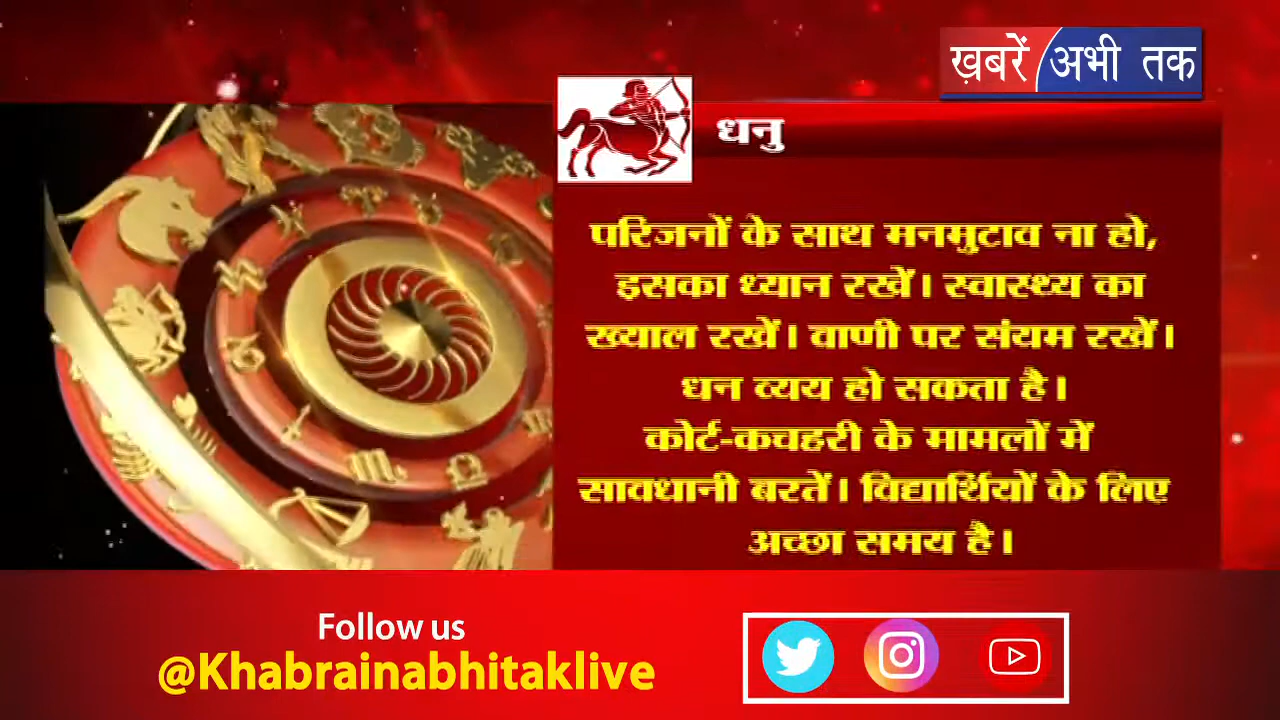 ख़बरें अभी तक
धनु
परिजनों के साथ मनमुटाव ना हो,
इसका ध्यान रखें। स्वास्थ्य का
ख्याल रखें। वाणी पर संयम रखें।
धन व्यय हो सकता है।
कोर्ट-कचहरी के मामलों में
सावधानी बरतें। विद्यार्थियों के लिए
अच्छा समय है।
Follow us
@Khabrainabhitaklive